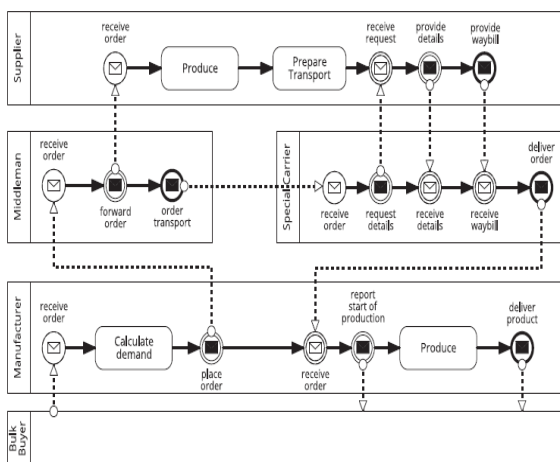 Supplier
receive
order
Produce
Prepare
Transport
receive
request
provide
details
provide
waybill
Middleman
receive
order
forward
order
order
transport
Special Carrier
receive
order
request
details
receive
details
receive
waybill
deliver
order
Manufacturer
receive
order
Calculate
demand
place
order
receive
order
report
start of
production
Produce
deliver
product
Bulk
Buyer